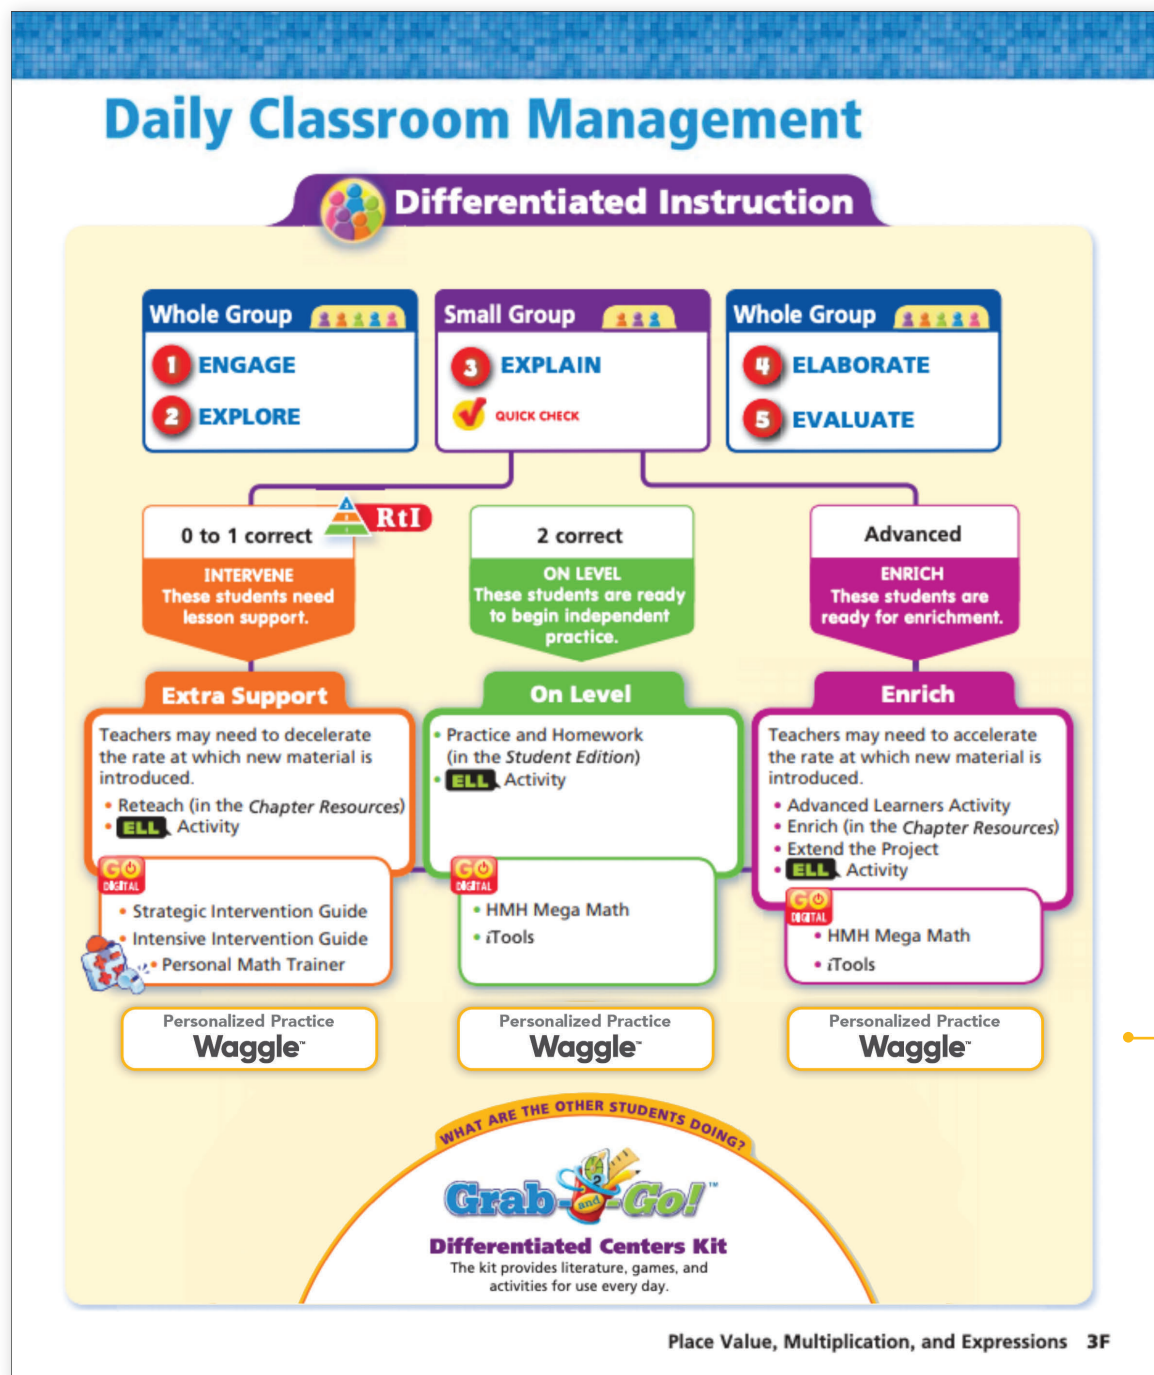 Daily Classroom Management
Differentiated Instruction
Whole Group
1 ENGAGE
2 EXPLORE
Small Group
3 EXPLAIN
QUICK CHECK
Whole Group
4 ELABORATE
5 EVALUATE
0 to 1 correct
3
2
1
RtI
INTERVENE
These students need
lesson support.
2 correct
ON LEVEL
These students are ready
to begin independent
practice.
Advanced
ENRICH
These students are
ready for enrichment.
Extra Support
Teachers may need to decelerate
the rate at which new material is
introduced.
• Reteach (in the Chapter Resources)
• ELL Activity
GO
DIGITAL
• Strategic Intervention Guide
• Intensive Intervention Guide
• Personal Math Trainer
Personalized Practice
Waggle™
On Level
• Practice and Homework
(in the Student Edition)
• ELL Activity
GO
DIGITAL
• HMH Mega Math
• iTools
Personalized Practice
Waggle™
Enrich
Teachers may need to accelerate
the rate at which new material is
introduced.
• Advanced Learners Activity
• Enrich (in the Chapter Resources)
• Extend the Project
• ELL Activity
GO
DIGITAL
• HMH Mega Math
• iTools
Personalized Practice
Waggle™
WHAT ARE THE OTHER STUDENTS DOING?
Grab-and-Go!™
2
Differentiated Centers Kit
The kit provides literature, games, and
activities for use every day.
Place Value, Multiplication, and Expressions 3F